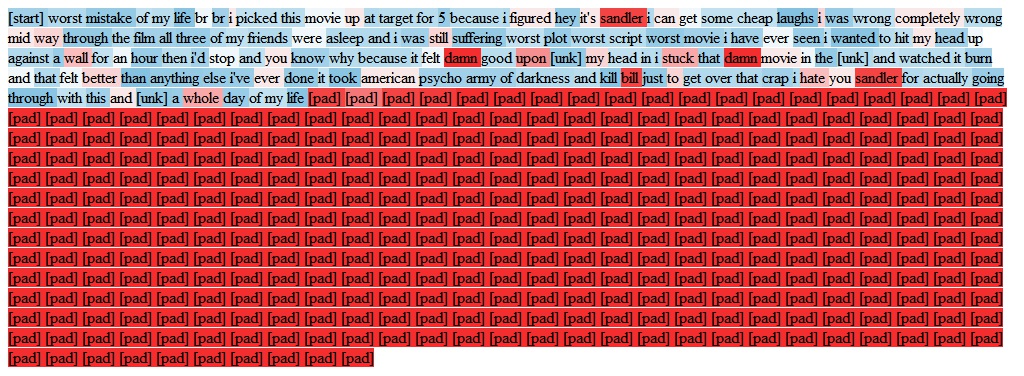 [start] worst mistake of my life br br i picked this movie up at target for 5 because i figured hey it's sandler i can get some cheap laughs i was wrong completely wrong
mid way through the film all three of my friends were asleep and i was still suffering worst plot worst script worst movie i have ever seen i wanted to hit my head up
against a wall for an hour then i'd stop and you know why because it felt damn good upon [unk] my head in i stuck that damn movie in the [unk] and watched it burn
and that felt better than anything else i've ever done it took american psycho army of darkness and kill bill just to get over that crap i hate you sandler for actually going
through with this and [unk] a whole day of my life [pad] [pad] [pad] [pad] [pad] [pad] [pad] [pad] [pad] [pad] [pad] [pad] [pad] [pad] [pad] [pad] [pad] [pad] [pad]
[pad] [pad] [pad] [pad] [pad] [pad] [pad] [pad] [pad] [pad] [pad] [pad] [pad] [pad] [pad] [pad] [pad] [pad] [pad] [pad] [pad] [pad] [pad] [pad] [pad] [pad] [pad]
[pad] [pad] [pad] [pad] [pad] [pad] [pad] [pad] [pad] [pad] [pad] [pad] [pad] [pad] [pad] [pad] [pad] [pad] [pad] [pad] [pad] [pad] [pad] [pad] [pad] [pad] [pad]
[pad] [pad] [pad] [pad] [pad] [pad] [pad] [pad] [pad] [pad] [pad] [pad] [pad] [pad] [pad] [pad] [pad] [pad] [pad] [pad] [pad] [pad] [pad] [pad] [pad] [pad] [pad]
[pad] [pad] [pad] [pad] [pad] [pad] [pad] [pad] [pad] [pad] [pad] [pad] [pad] [pad] [pad] [pad] [pad] [pad] [pad] [pad] [pad] [pad] [pad] [pad] [pad] [pad] [pad]
[pad] [pad] [pad] [pad] [pad] [pad] [pad] [pad] [pad] [pad] [pad] [pad] [pad] [pad] [pad] [pad] [pad] [pad] [pad] [pad] [pad] [pad] [pad] [pad] [pad] [pad] [pad]
[pad] [pad] [pad] [pad] [pad] [pad] [pad] [pad] [pad] [pad] [pad] [pad] [pad] [pad] [pad] [pad] [pad] [pad] [pad] [pad] [pad] [pad] [pad] [pad] [pad] [pad] [pad]
[pad] [pad] [pad] [pad] [pad] [pad] [pad] [pad] [pad] [pad] [pad] [pad] [pad] [pad] [pad] [pad] [pad] [pad] [pad] [pad] [pad] [pad] [pad] [pad] [pad] [pad] [pad]
[pad] [pad] [pad] [pad] [pad] [pad] [pad] [pad] [pad] [pad] [pad] [pad] [pad] [pad] [pad] [pad] [pad] [pad] [pad] [pad] [pad] [pad] [pad] [pad] [pad] [pad] [pad]
[pad] [pad] [pad] [pad] [pad] [pad] [pad] [pad] [pad] [pad] [pad] [pad] [pad] [pad] [pad] [pad] [pad] [pad] [pad] [pad] [pad] [pad] [pad] [pad] [pad] [pad] [pad]
[pad] [pad] [pad] [pad] [pad] [pad] [pad] [pad] [pad] [pad] [pad] [pad] [pad] [pad] [pad] [pad] [pad] [pad] [pad] [pad] [pad] [pad] [pad] [pad] [pad] [pad] [pad]
[pad] [pad] [pad] [pad] [pad] [pad] [pad] [pad] [pad] [pad] [pad] [pad] [pad] [pad] [pad] [pad] [pad] [pad] [pad] [pad] [pad] [pad] [pad] [pad] [pad] [pad] [pad]
[pad] [pad] [pad] [pad] [pad] [pad] [pad] [pad] [pad] [pad] [pad] [pad] [pad] [pad] [pad] [pad] [pad] [pad] [pad] [pad] [pad] [pad] [pad] [pad] [pad] [pad] [pad]
[pad] [pad] [pad] [pad] [pad] [pad] [pad] [pad] [pad] [pad]